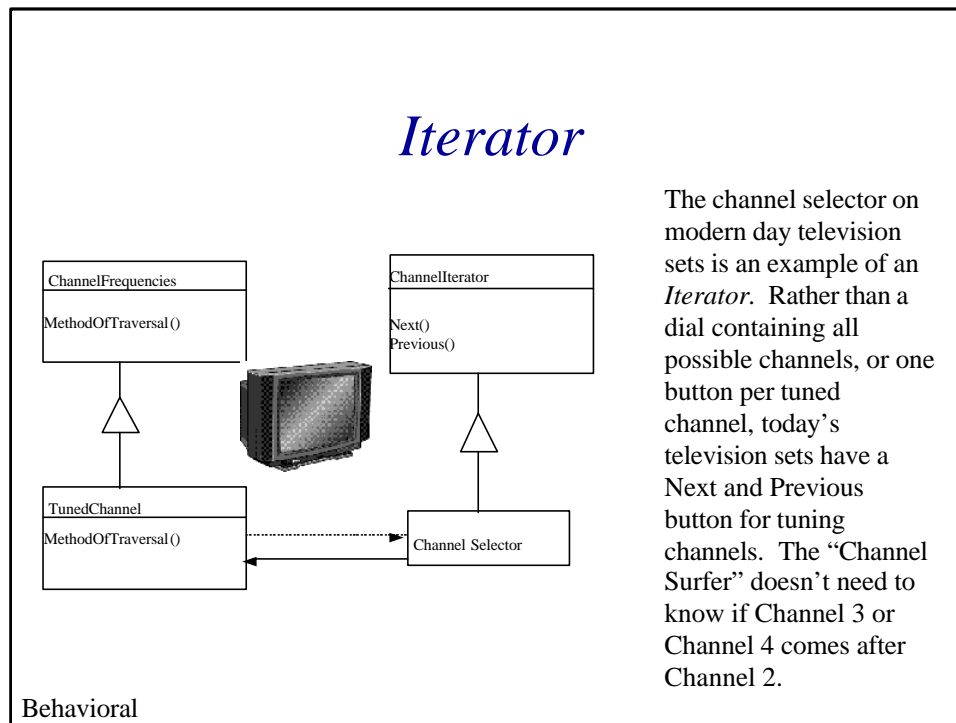 Iterator
ChannelFrequencies
MethodOfTraversal()
TunedChannel
MethodOfTraversal()
ChannelIterator
Next()
Previous()
Channel Selector
The channel selector on
modern day television
sets is an example of an
Iterator.  Rather than a
dial containing all
possible channels, or one
button per tuned
channel, today’s
television sets have a
Next and Previous
button for tuning
channels.  The “Channel
Surfer” doesn’t need to
know if Channel 3 or
Channel 4 comes after
Channel 2.
Behavioral